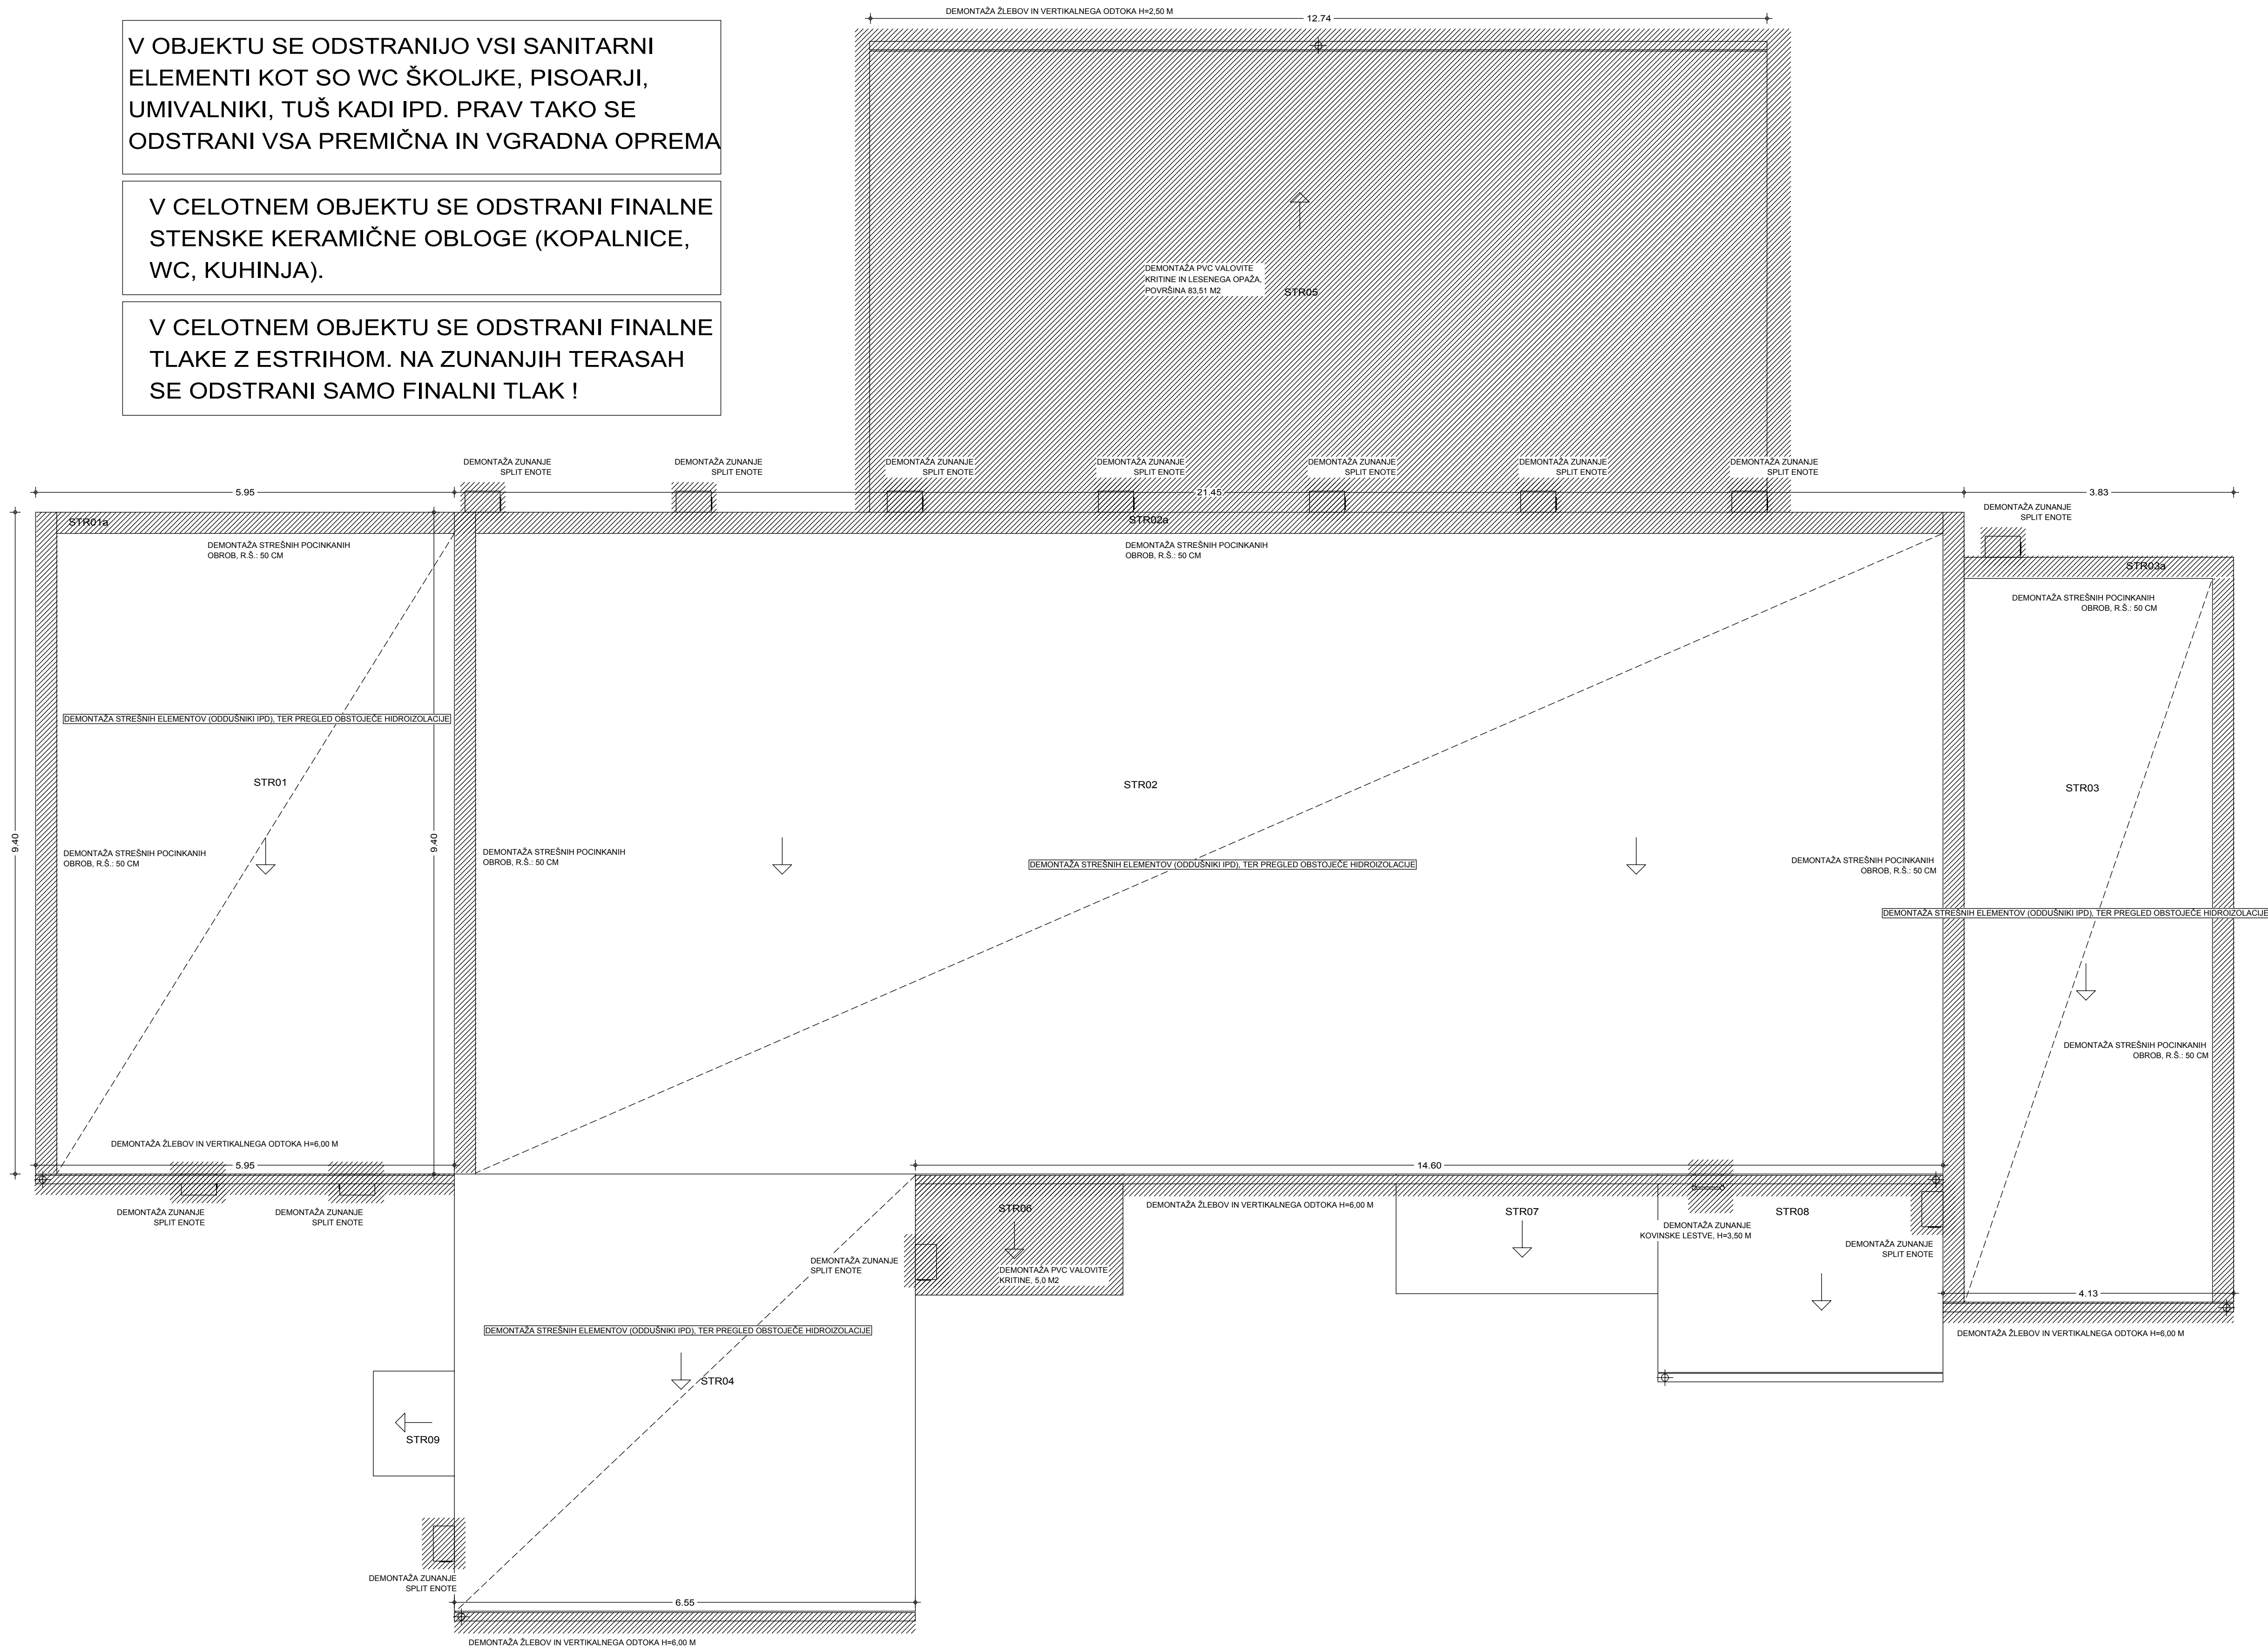 DEMONTAŽA ŽLEBOV IN VERTIKALNEGA ODTOKA H=2,50 M
12.74
V OBJEKTU SE ODSTRANIJO VSI SANITARNI
ELEMENTI KOT SO WC ŠKOLJKE, PISOARJI,
UMIVALNIKI, TUŠ KADI IPD. PRAV TAKO SE
ODSTRANI VSA PREMIČNA IN VGRADNA OPREMA
V CELOTNEM OBJEKTU SE ODSTRANI FINALNE
STENSKE KERAMIČNE OBLOGE (KOPALNICE,
WC, KUHINJA).
V CELOTNEM OBJEKTU SE ODSTRANI FINALNE
TLAKE Z ESTRIHOM. NA ZUNANJIH TERASAH
SE ODSTRANI SAMO FINALNI TLAK !
DEMONTAŽA PVC VALOVITE
KRITINE IN LESENEGA OPAŽA,
POVRŠINA 83,51 M2
STR05
DEMONTAŽA ZUNANJE
SPLIT ENOTE
DEMONTAŽA ZUNANJE
SPLIT ENOTE
DEMONTAŽA ZUNANJE
SPLIT ENOTE
DEMONTAŽA ZUNANJE
SPLIT ENOTE
DEMONTAŽA ZUNANJE
SPLIT ENOTE
DEMONTAŽA ZUNANJE
SPLIT ENOTE
DEMONTAŽA ZUNANJE
SPLIT ENOTE
5.95
21.45
3.83
DEMONTAŽA ZUNANJE
SPLIT ENOTE
STR01a
STR02a
STR03a
DEMONTAŽA STREŠNIH POCINKANIH
OBROB, R.Š.: 50 CM
DEMONTAŽA STREŠNIH POCINKANIH
OBROB, R.Š.: 50 CM
DEMONTAŽA STREŠNIH POCINKANIH
OBROB, R.Š.: 50 CM
DEMONTAŽA STREŠNIH ELEMENTOV (ODDUŠNIKI IPD), TER PREGLED OBSTOJEČE HIDROIZOLACIJE
STR01
STR02
STR03
9.40
9.40
DEMONTAŽA STREŠNIH POCINKANIH
OBROB, R.Š.: 50 CM
DEMONTAŽA STREŠNIH POCINKANIH
OBROB, R.Š.: 50 CM
DEMONTAŽA STREŠNIH ELEMENTOV (ODDUŠNIKI IPD), TER PREGLED OBSTOJEČE HIDROIZOLACIJE
DEMONTAŽA STREŠNIH POCINKANIH
OBROB, R.Š.: 50 CM
DEMONTAŽA STREŠNIH ELEMENTOV (ODDUŠNIKI IPD), TER PREGLED OBSTOJEČE HIDROIZOLACIJE
DEMONTAŽA STREŠNIH POCINKANIH
OBROB, R.Š.: 50 CM
DEMONTAŽA ŽLEBOV IN VERTIKALNEGA ODTOKA H=6,00 M
5.95
14.60
DEMONTAŽA ZUNANJE
SPLIT ENOTE
DEMONTAŽA ZUNANJE
SPLIT ENOTE
STR06
DEMONTAŽA ŽLEBOV IN VERTIKALNEGA ODTOKA H=6,00 M
STR07
STR08
DEMONTAŽA ZUNANJE
KOVINSKE LESTVE, H=3,50 M
DEMONTAŽA ZUNANJE
SPLIT ENOTE
DEMONTAŽA ZUNANJE
SPLIT ENOTE
DEMONTAŽA PVC VALOVITE
KRITINE, 5,0 M2
4.13
DEMONTAŽA ŽLEBOV IN VERTIKALNEGA ODTOKA H=6,00 M
DEMONTAŽA STREŠNIH ELEMENTOV (ODDUŠNIKI IPD), TER PREGLED OBSTOJEČE HIDROIZOLACIJE
STR04
STR09
DEMONTAŽA ZUNANJE
SPLIT ENOTE
6.55
DEMONTAŽA ŽLEBOV IN VERTIKALNEGA ODTOKA H=6,00 M